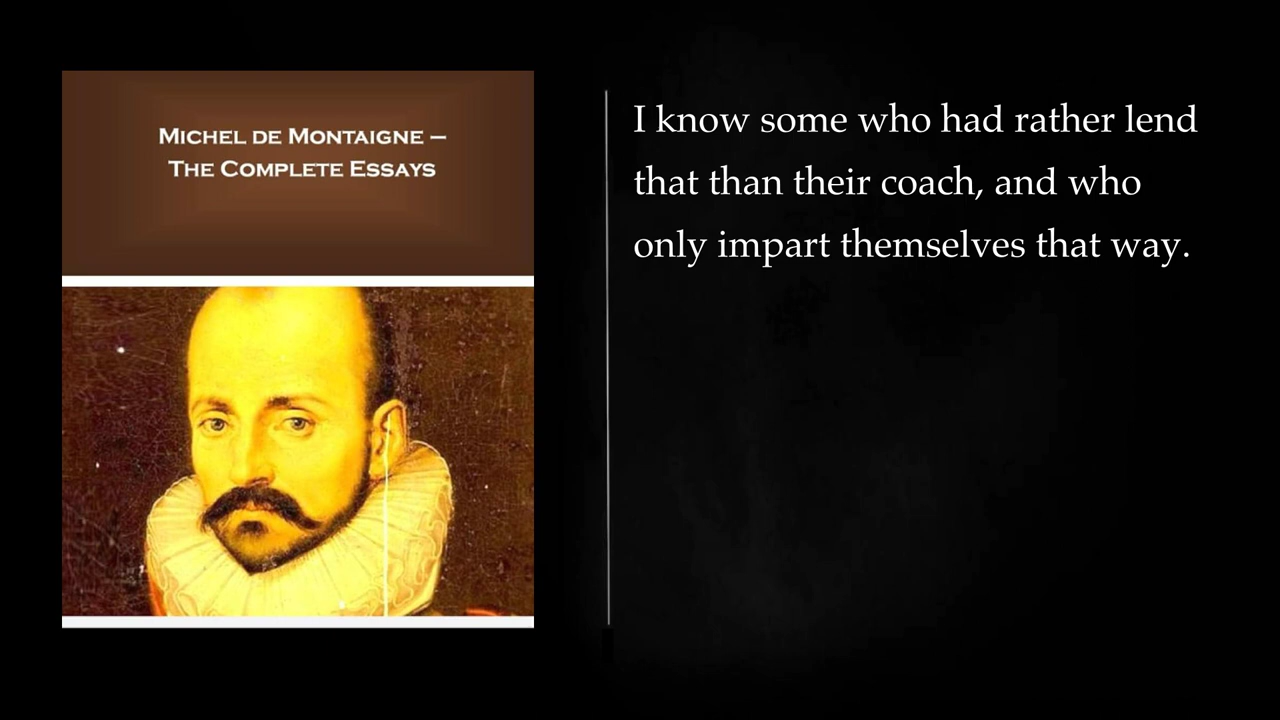 MICHEL DE MONTAIGNE –
THE COMPLETE ESSAYS
I know some who had rather lend
that than their coach, and who
only impart themselves that way.